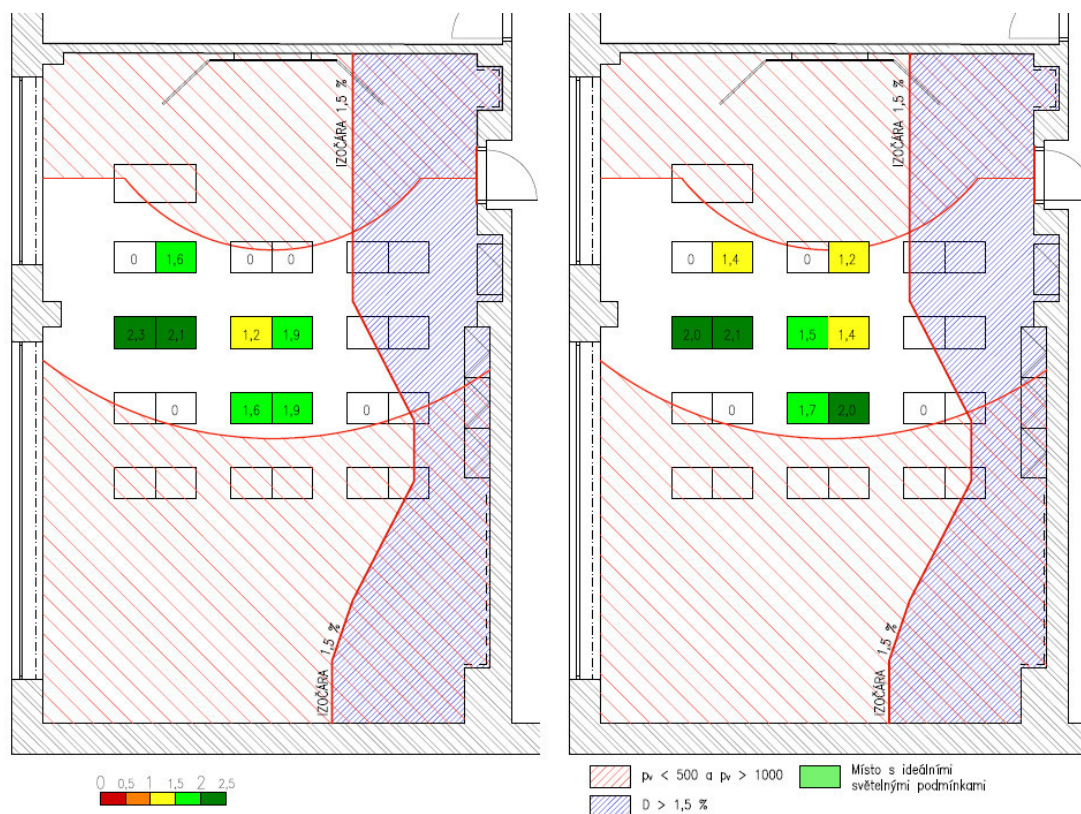 IZOČÁRA 1,5 %
0 1,6 0 0
2,3 2,1 1,2 1,9
0 1,6 1,9 0
IZOČÁRA 1,5 %
0 0,5 1 1,5 2 2,5
IZOČÁRA 1,5 %
0 1,4 0 1,2
2,0 2,1 1,5 1,4
0 1,7 2,0 0
IZOČÁRA 1,5 %
pᵥ < 500 a pᵥ > 1000
D > 1,5 %
Místo s ideálními
světelnými podmínkami